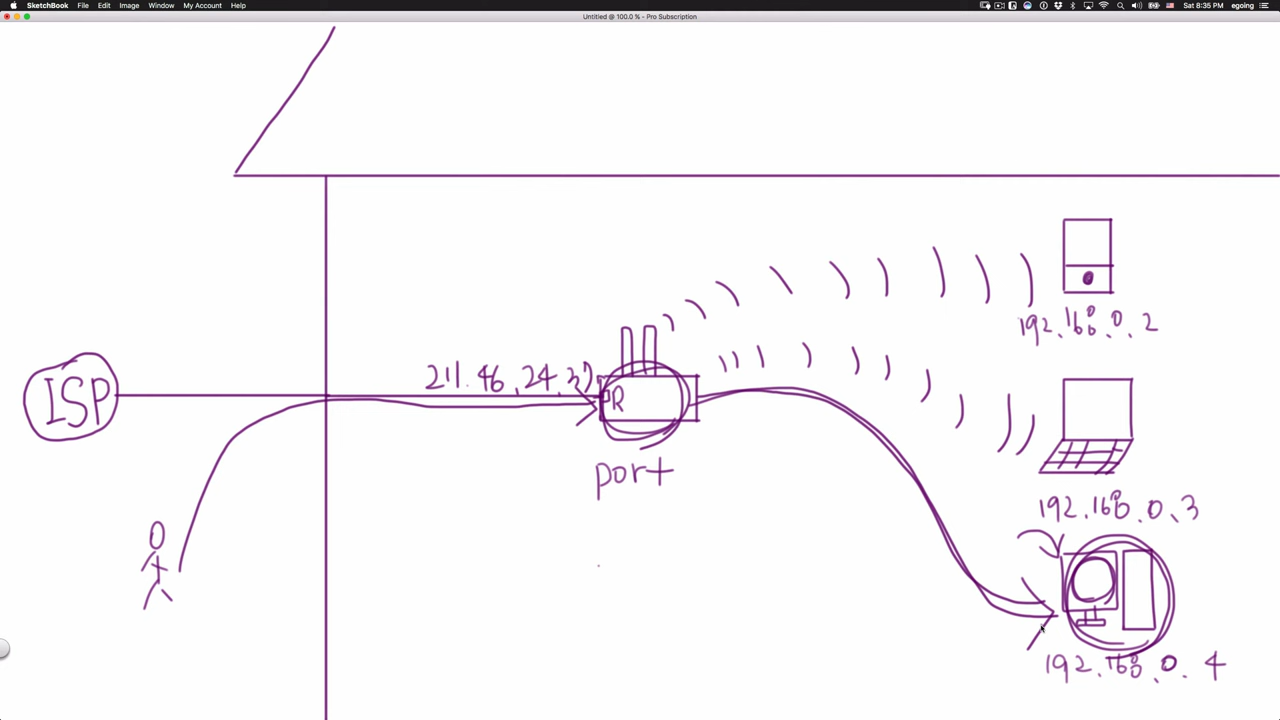 SketchBook File Edit Image Window My Account Help
Sat 8:35 PM egoing
Untitled @ 100.0 % - Pro Subscription
192.168.0.2
ISP
211.46.24.37
R
port
192.168.0.3
192.168.0.4